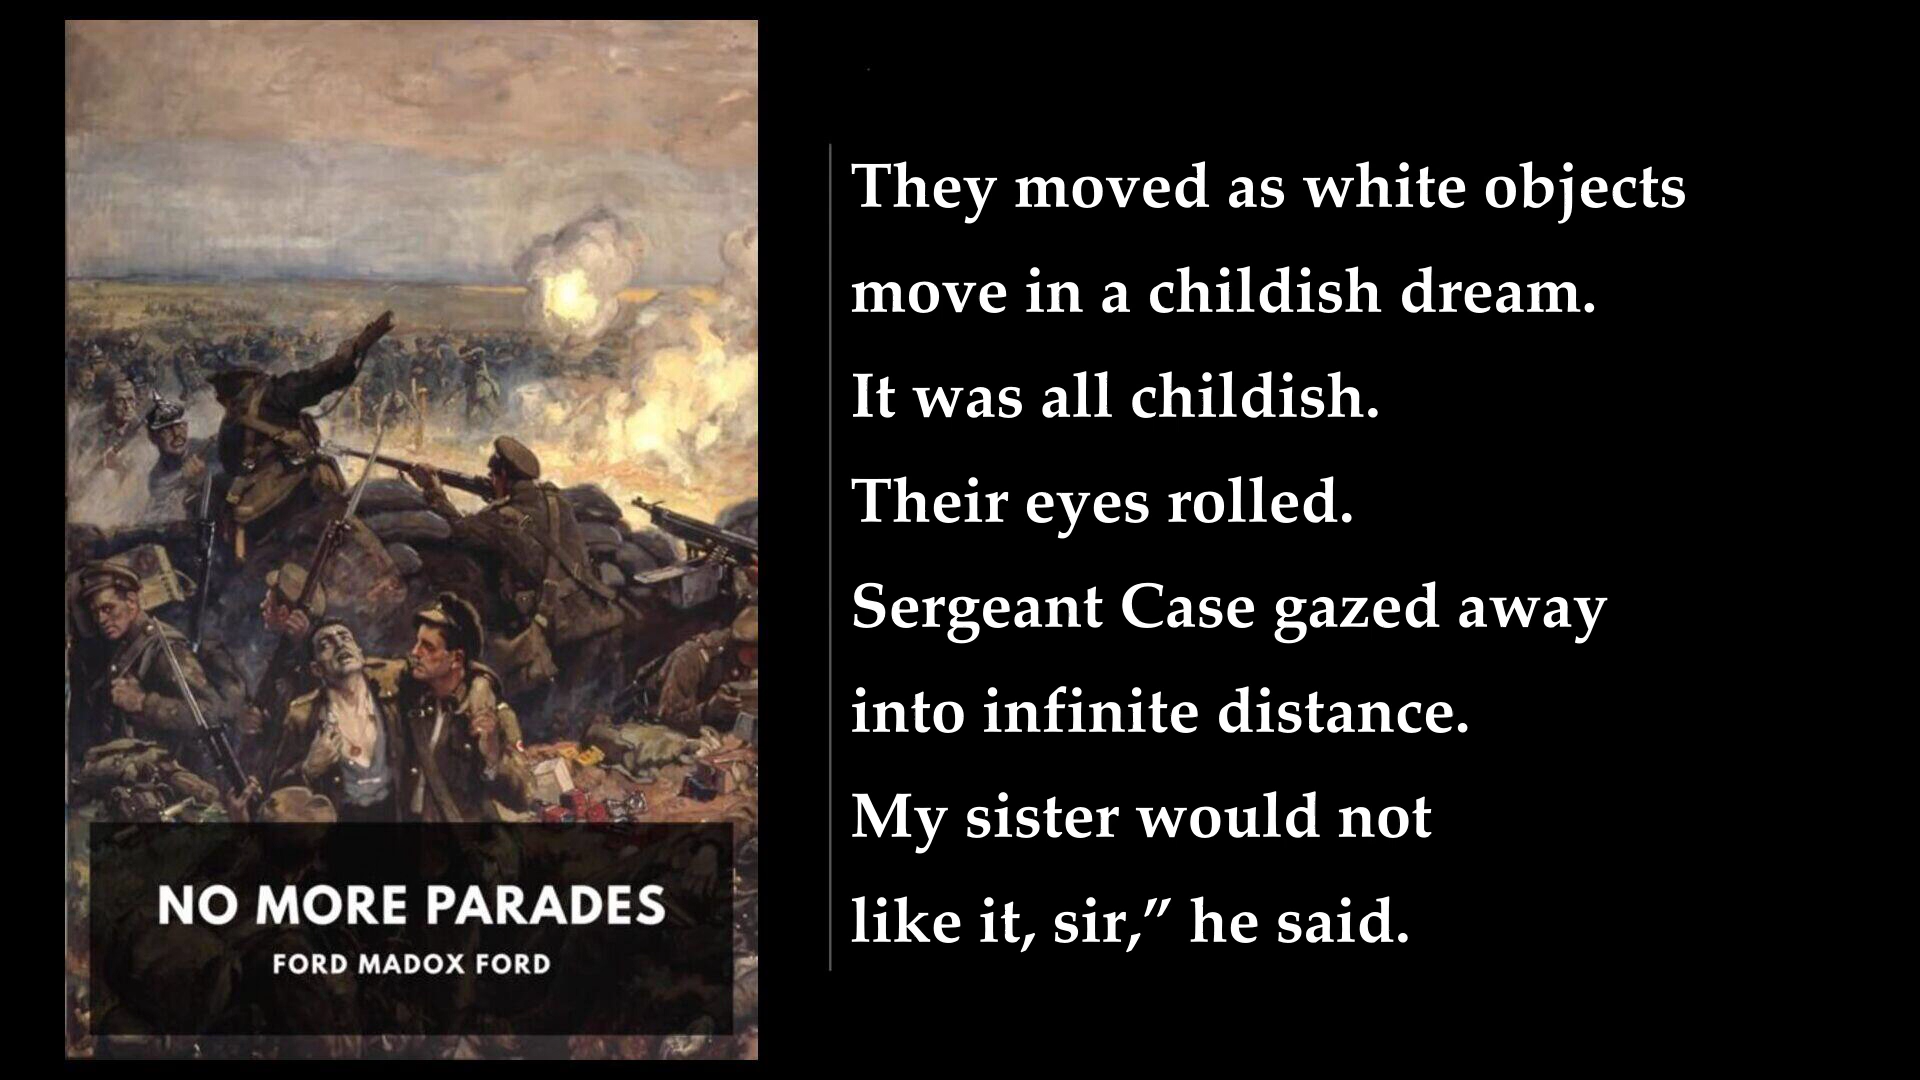 They moved as white objects
move in a childish dream.
It was all childish.
Their eyes rolled.
Sergeant Case gazed away
into infinite distance.
My sister would not
like it, sir,” he said.
NO MORE PARADES
FORD MADOX FORD